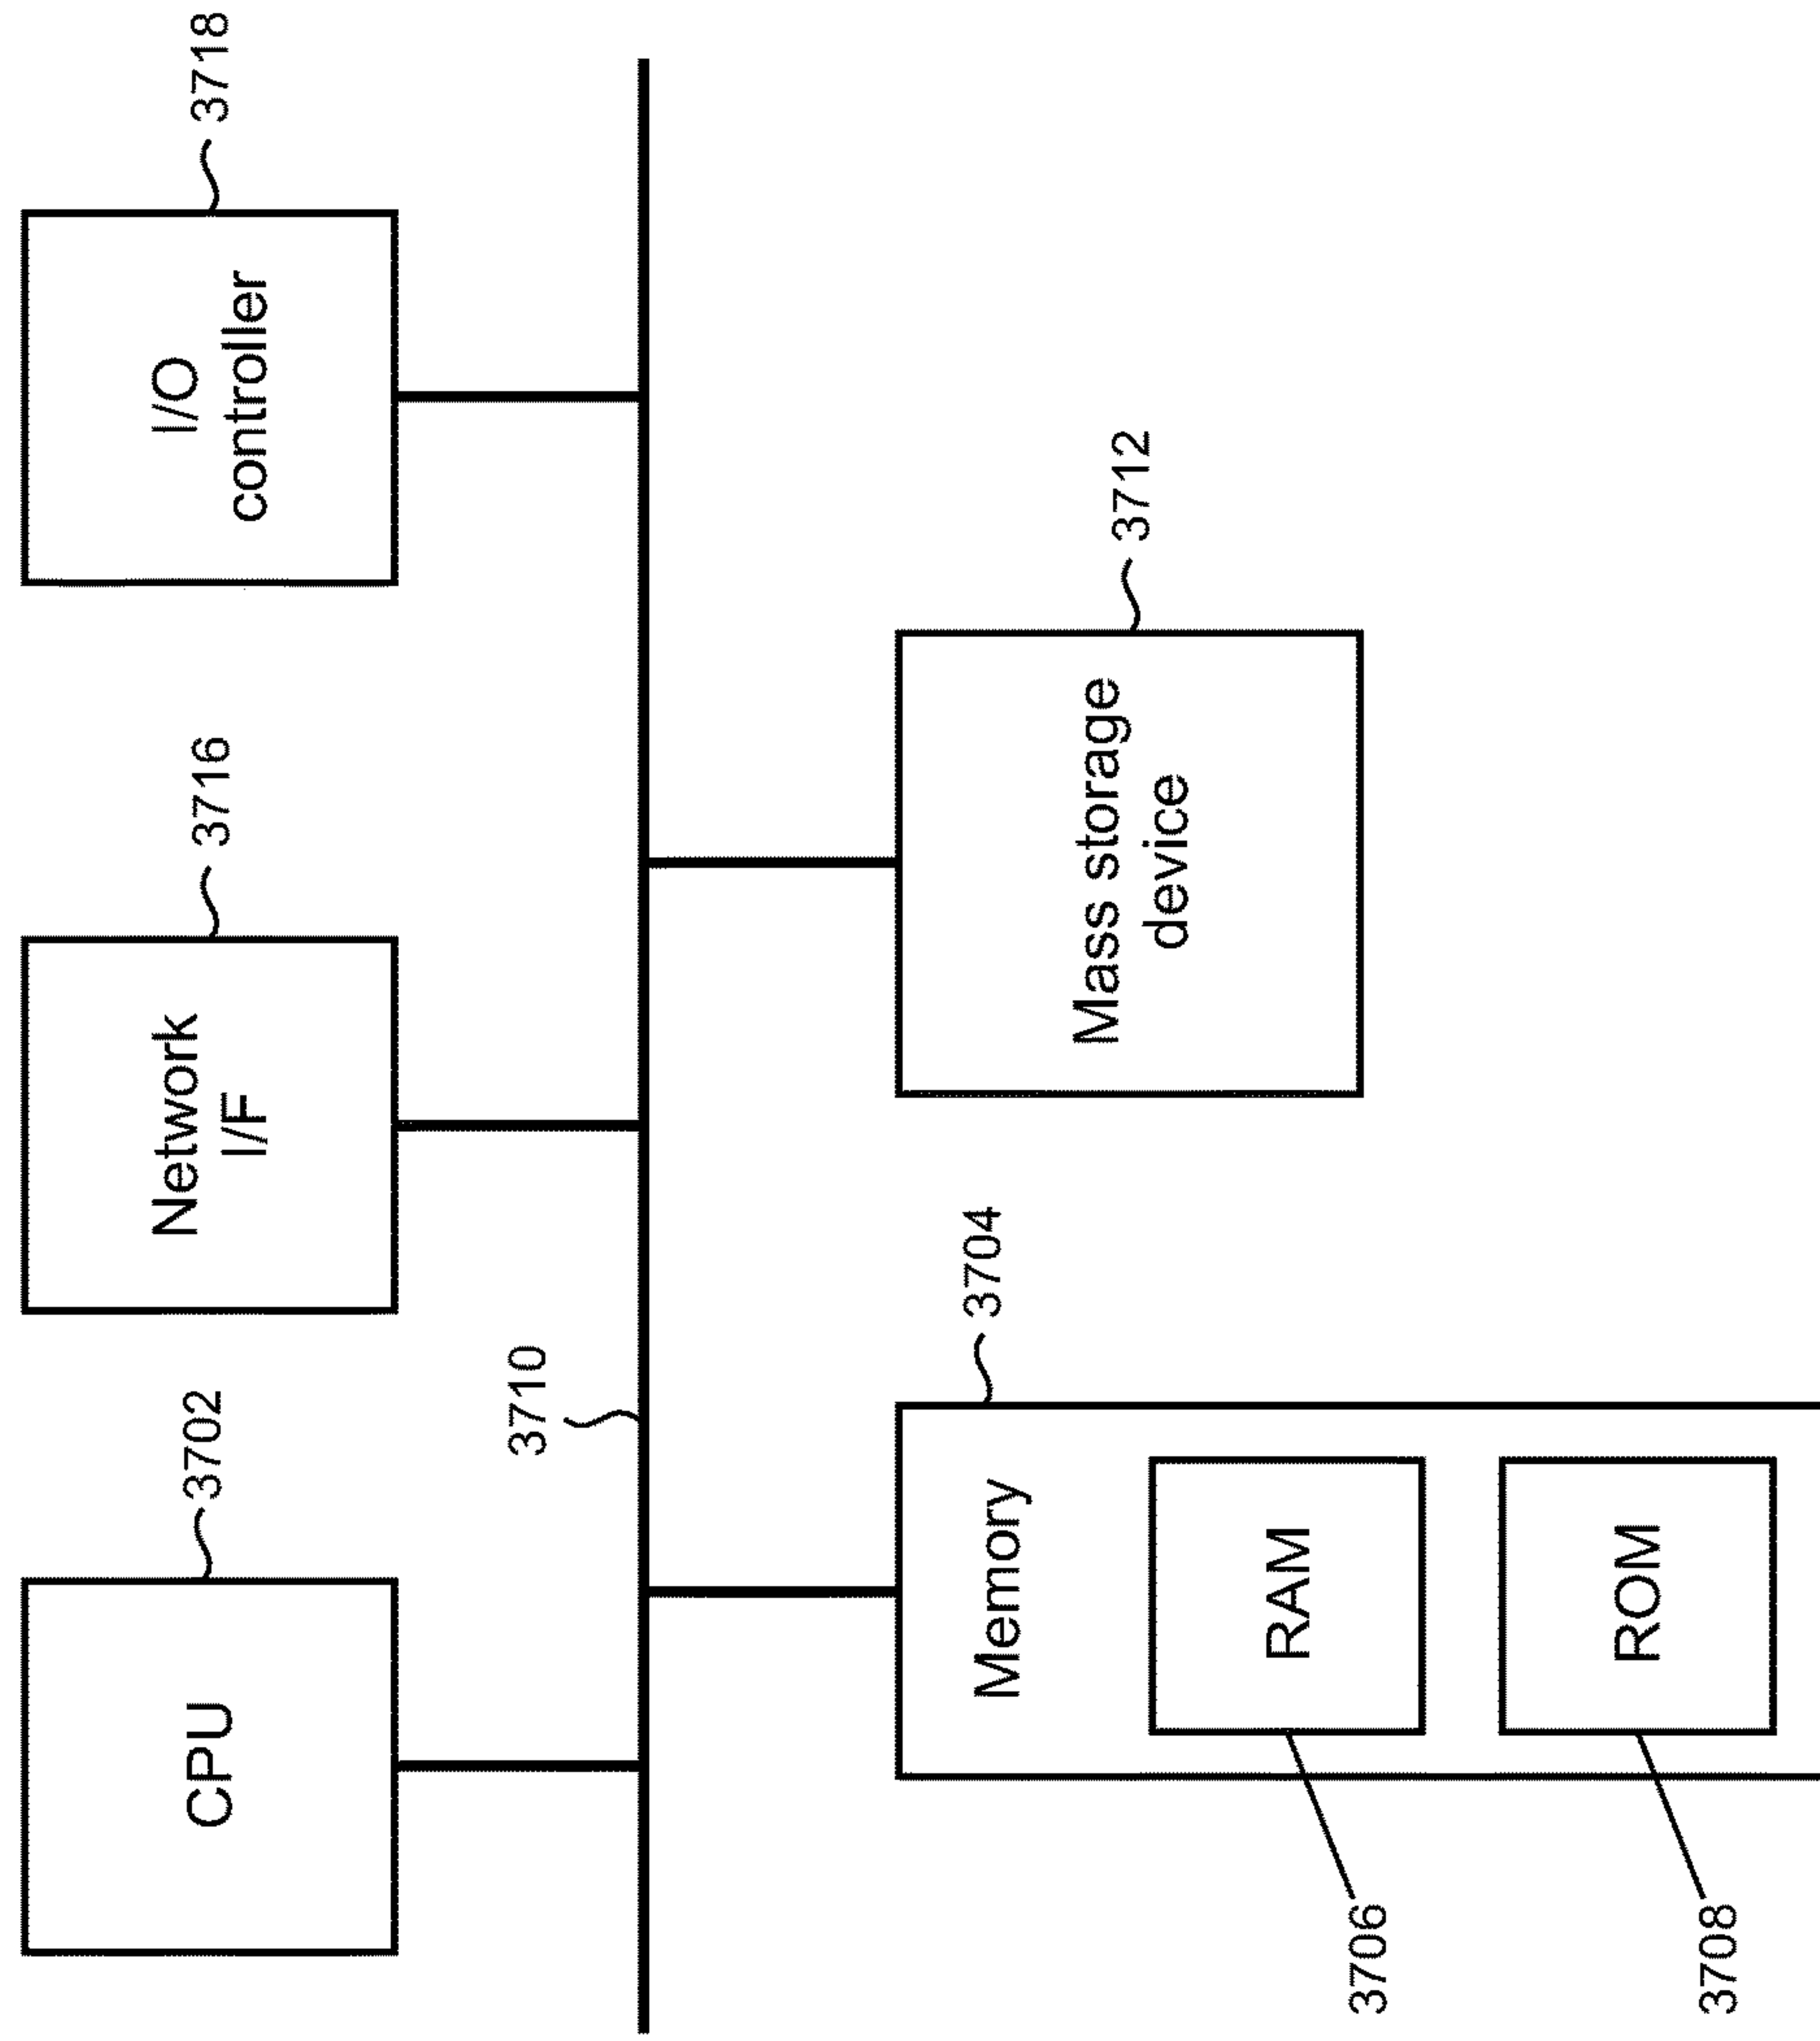 3702
CPU
3716
Network
I/F
3718
I/O
controller
3710
3704
Memory
RAM
3706
ROM
3708
3712
Mass storage
device